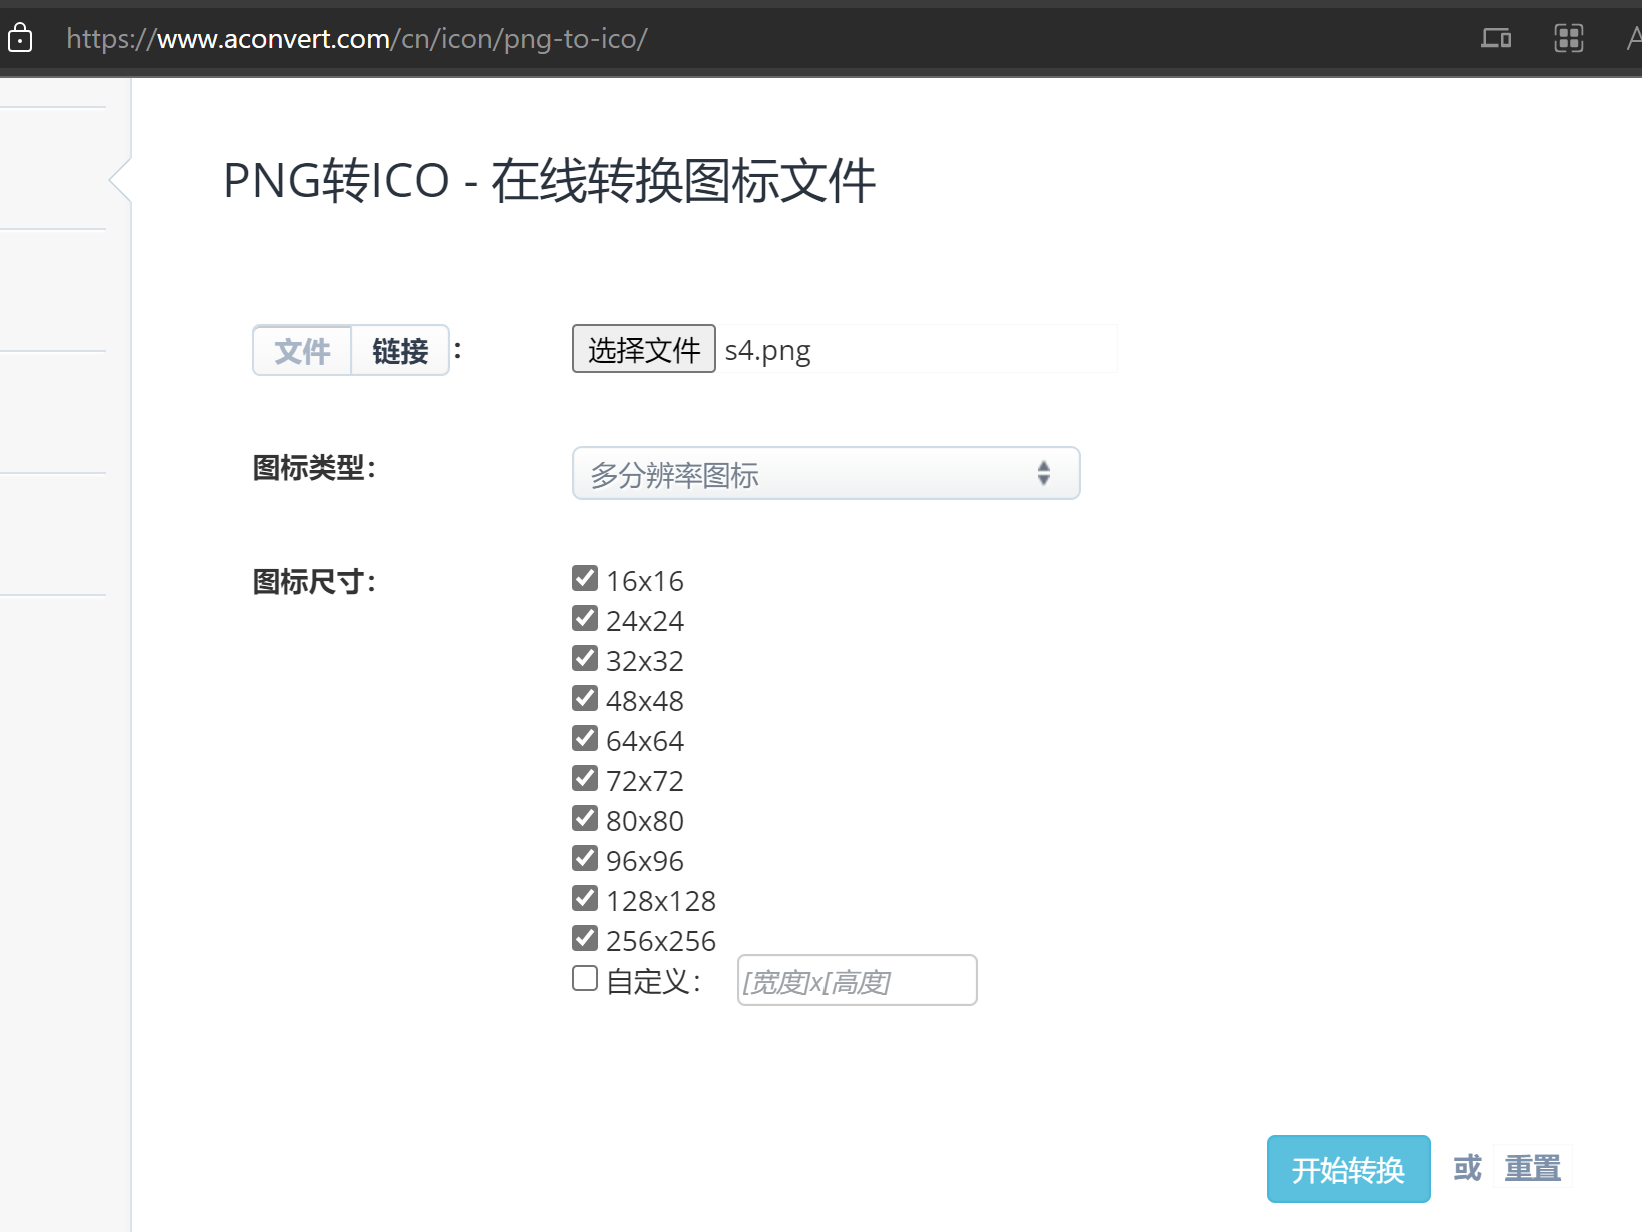 https://www.aconvert.com/cn/icon/png-to-ico/
PNG转ICO - 在线转换图标文件
文件 链接 : 选择文件 s4.png
图标类型: 多分辨率图标
图标尺寸: 16x16
24x24
32x32
48x48
64x64
72x72
80x80
96x96
128x128
256x256
自定义: [宽度]x[高度]
开始转换 或 重置